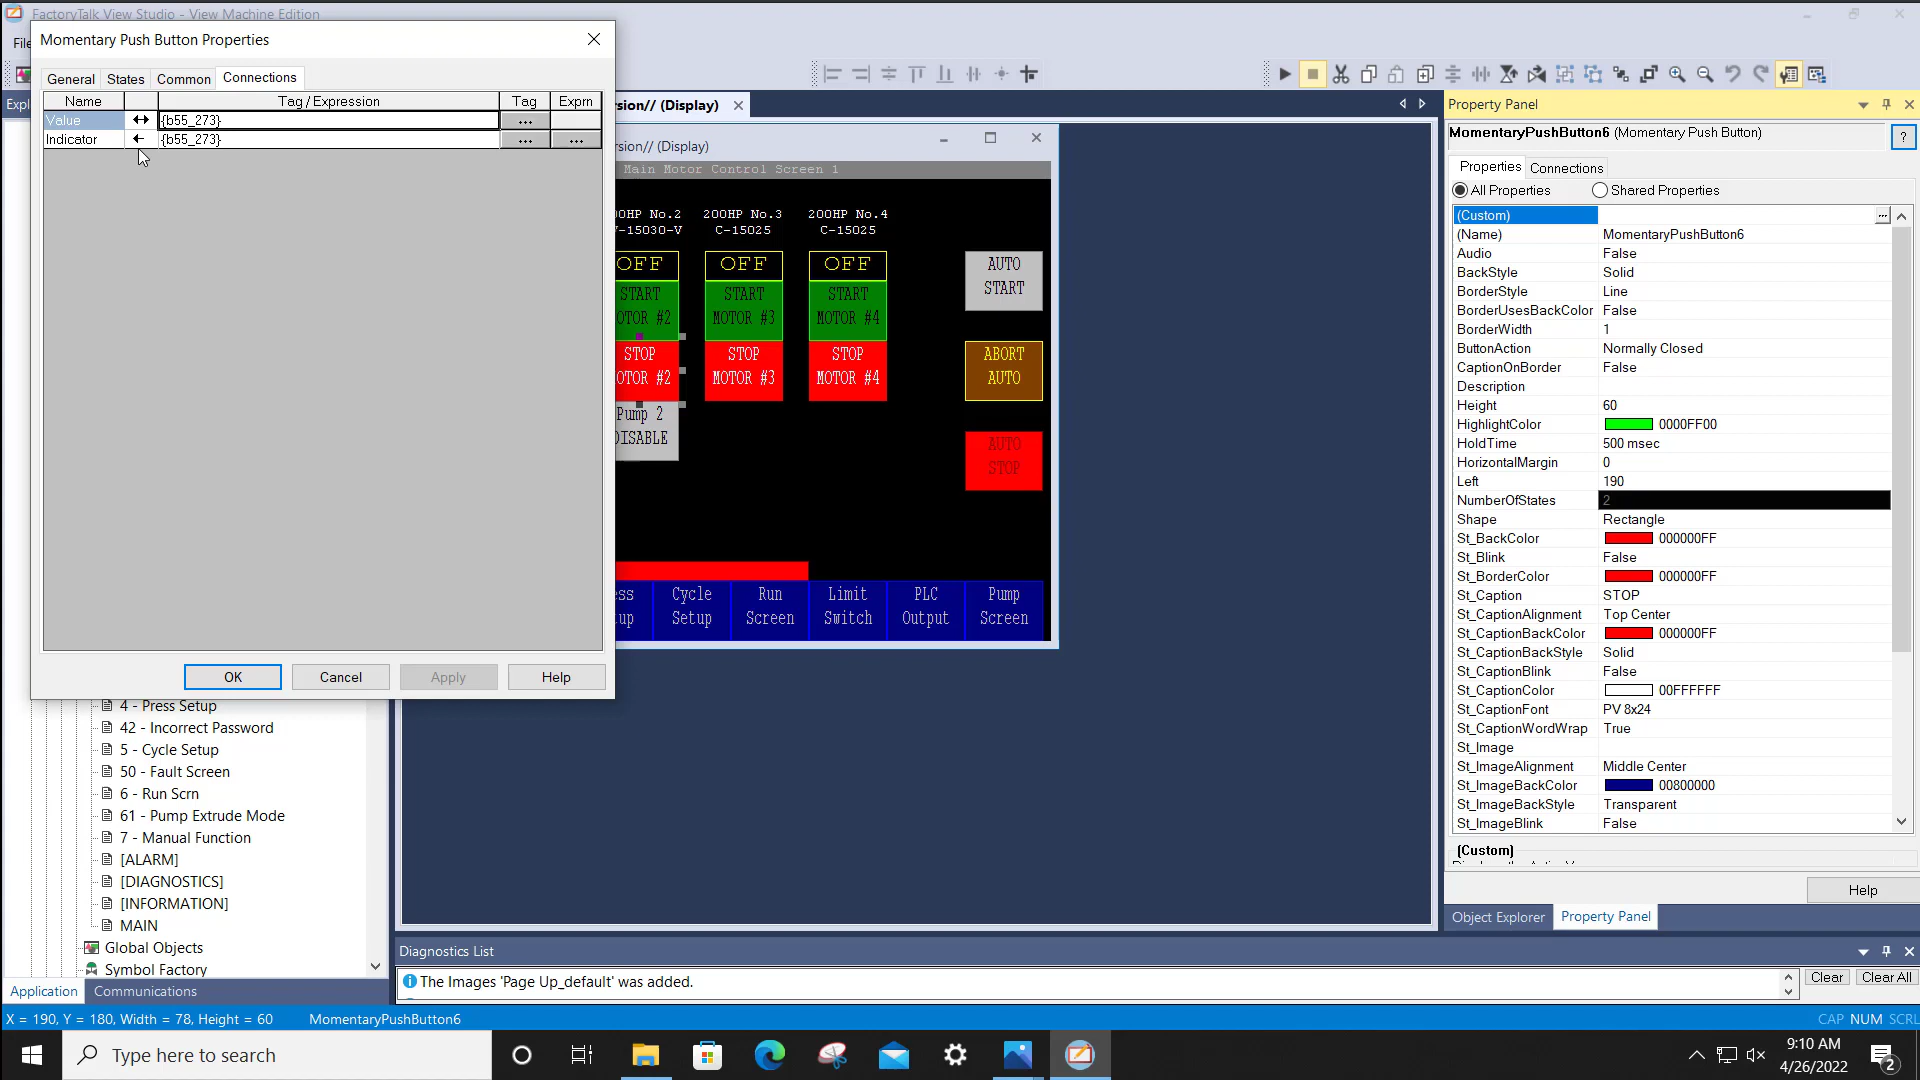 FactoryTalk View Studio - View Machine Edition
Momentary Push Button Properties
General
States
Common
Connections
Name
Tag / Expression
Tag
Exprn
Value
{b55_273}
...
Indicator
{b55_273}
...
...
OK
Cancel
Apply
Help
4 - Press Setup
42 - Incorrect Password
5 - Cycle Setup
50 - Fault Screen
6 - Run Scrn
61 - Pump Extrude Mode
7 - Manual Function
[ALARM]
[DIAGNOSTICS]
[INFORMATION]
MAIN
Global Objects
Symbol Factory
Application
Communications
(Display)
(Display)
Main Motor Control Screen 1
No.2
200HP No.3
200HP No.4
C-15025
C-15025
OFF
OFF
OFF
START
START
START
#2
MOTOR #3
MOTOR #4
STOP
STOP
STOP
#2
MOTOR #3
MOTOR #4
Pump 2
DISABLE
AUTO
START
ABORT
AUTO
AUTO
STOP
Cycle
Setup
Run
Screen
Limit
Switch
PLC
Output
Pump
Screen
Property Panel
MomentaryPushButton6 (Momentary Push Button)
?
Properties
Connections
All Properties
Shared Properties
(Custom)
...
(Name) MomentaryPushButton6
Audio False
BackStyle Solid
BorderStyle Line
BorderUsesBackColor False
BorderWidth 1
ButtonAction Normally Closed
CaptionOnBorder False
Description
Height 60
HighlightColor 0000FF00
HoldTime 500 msec
HorizontalMargin 0
Left 190
NumberOfStates 2
Shape Rectangle
St_BackColor 000000FF
St_Blink False
St_BorderColor 000000FF
St_Caption STOP
St_CaptionAlignment Top Center
St_CaptionBackColor 000000FF
St_CaptionBackStyle Solid
St_CaptionBlink False
St_CaptionColor 00FFFFFF
St_CaptionFont PV 8x24
St_CaptionWordWrap True
St_Image
St_ImageAlignment Middle Center
St_ImageBackColor 00800000
St_ImageBackStyle Transparent
St_ImageBlink False
(Custom)
Help
Object Explorer
Property Panel
Diagnostics List
The Images 'Page Up_default' was added.
Clear
Clear All
X = 190, Y = 180, Width = 78, Height = 60
MomentaryPushButton6
CAP NUM SCRL
Type here to search
9:10 AM
4/26/2022
2